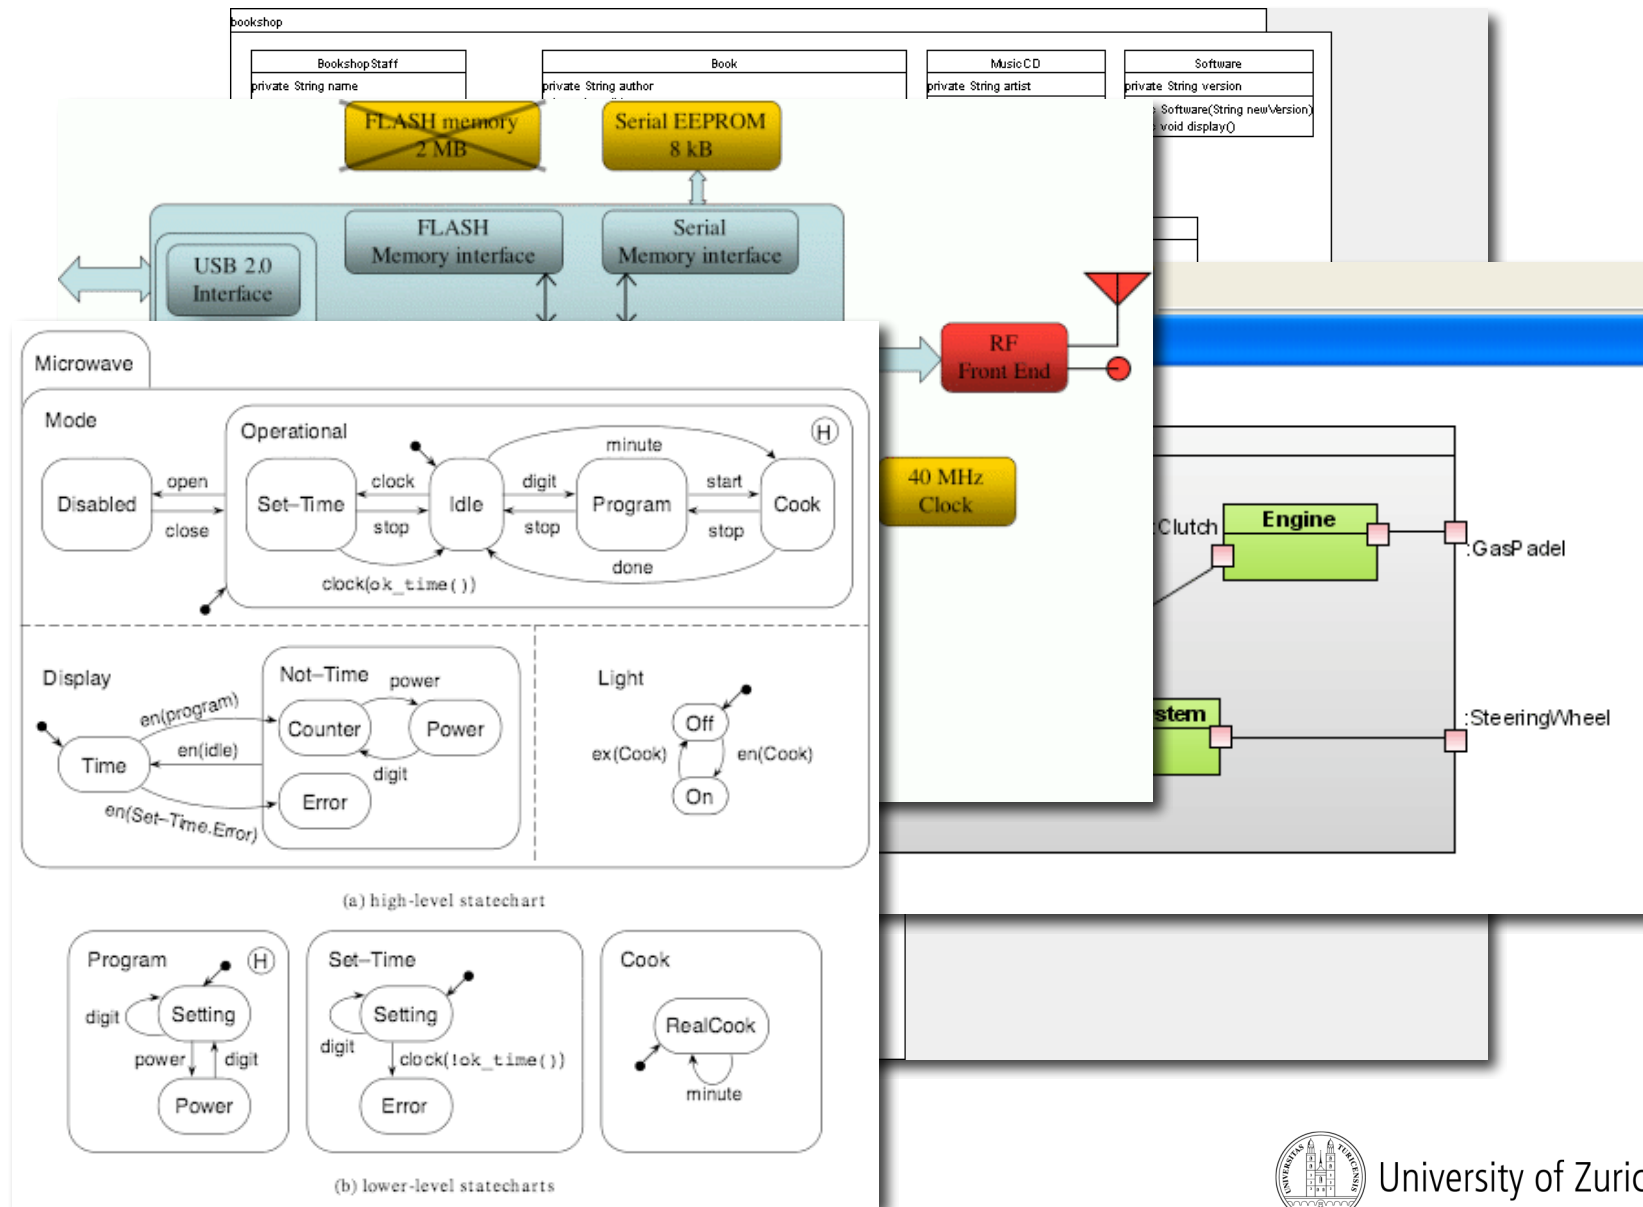 bookshop
BookshopStaff
private String name
Book
private String author
MusicCD
private String artist
Software
private String version
Software(String newVersion)
void display()
FLASH memory
2 MB
Serial EEPROM
8 kB
FLASH
Memory interface
Serial
Memory interface
USB 2.0
Interface
RF
Front End
40 MHz
Clock
:Clutch
Engine
:GasPadel
stem
:SteeringWheel
Microwave
Mode
Operational
H
Disabled
open
close
Set-Time
clock
stop
Idle
digit
stop
Program
minute
start
stop
Cook
done
clock(ok_time())
Display
Time
en(program)
en(idle)
en(Set-Time.Error)
Not-Time
Counter
power
Power
digit
Error
Light
Off
ex(Cook)
en(Cook)
On
(a) high-level statechart
Program
H
digit
Setting
power
digit
Power
Set-Time
Setting
digit
clock(!ok_time())
Error
Cook
RealCook
minute
(b) lower-level statecharts
University of Zuric